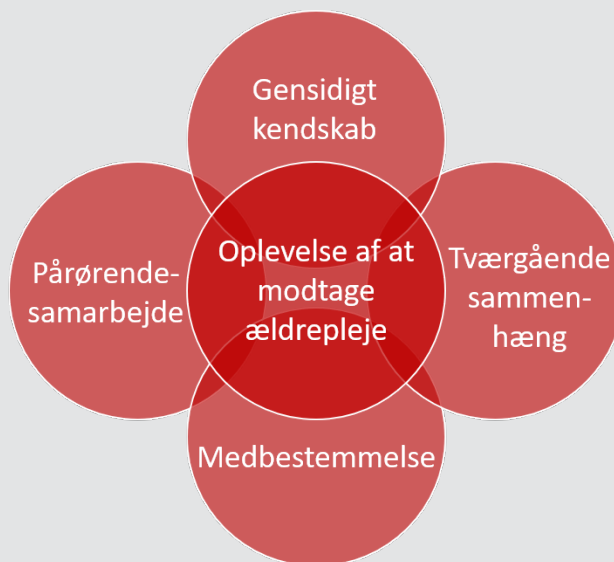 Gensidigt
kendskab
Pårørende-
samarbejde
Oplevelse af at
modtage
ældrepleje
Tværgående
sammen-
hæng
Medbestemmelse